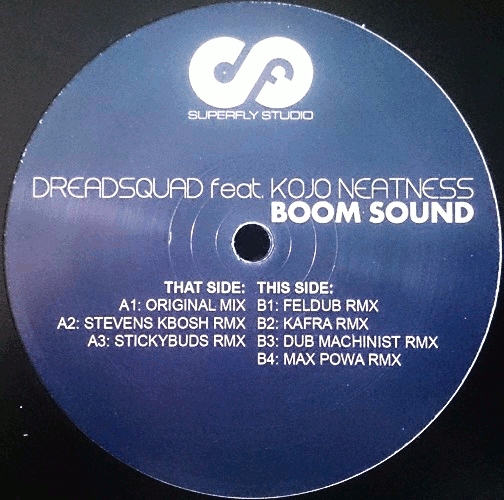 SUPERFLY STUDIO
DREADSQUAD feat. KOJO NEATNESS
BOOM SOUND
THAT SIDE:
A1: ORIGINAL MIX
A2: STEVENS KBOSH RMX
A3: STICKYBUDS RMX
THIS SIDE:
B1: FELDUB RMX
B2: KAFRA RMX
B3: DUB MACHINIST RMX
B4: MAX POWA RMX